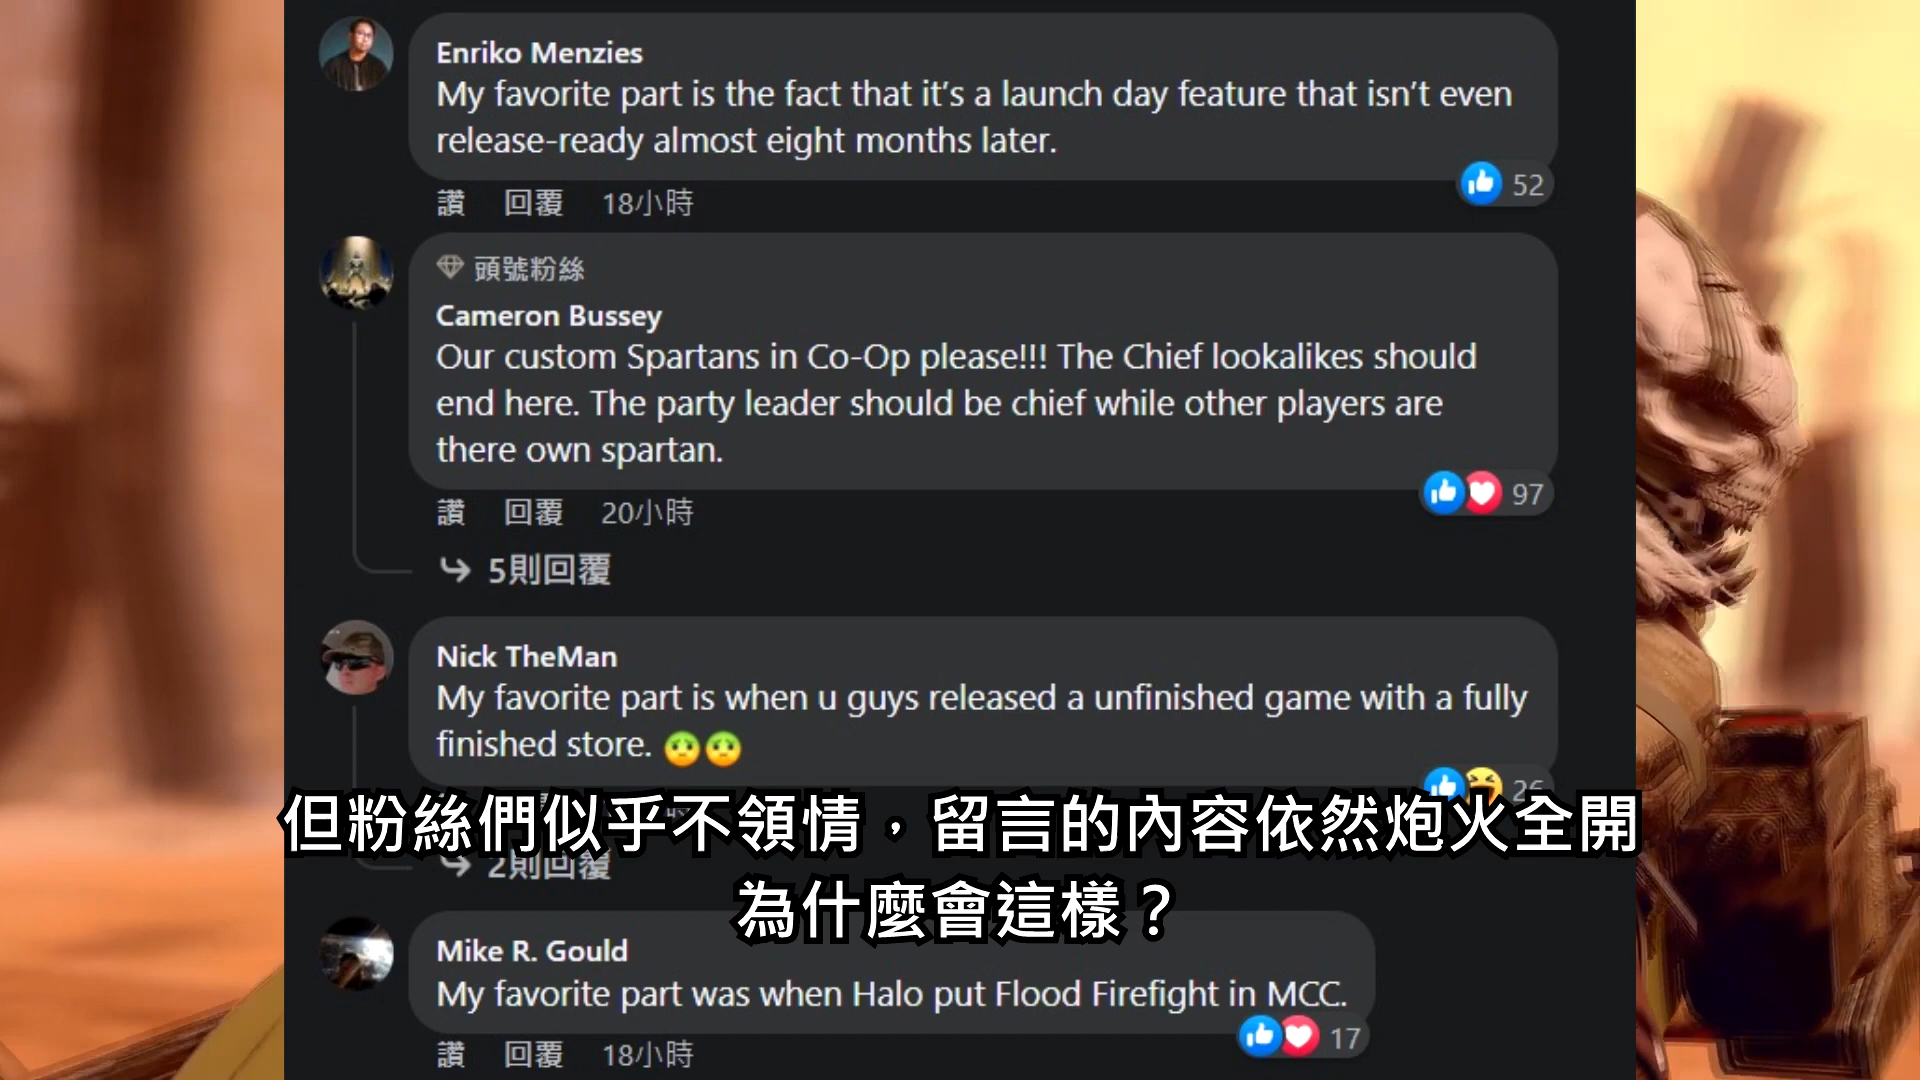 Enriko Menzies
My favorite part is the fact that it's a launch day feature that isn't even
release-ready almost eight months later.
52
讚 回覆 18小時
頭號粉絲
Cameron Bussey
Our custom Spartans in Co-Op please!!! The Chief lookalikes should
end here. The party leader should be chief while other players are
there own spartan.
97
讚 回覆 20小時
5則回覆
Nick TheMan
My favorite part is when u guys released a unfinished game with a fully
finished store. 🤢🤢
但粉絲們似乎不領情，留言的內容依然炮火全開
2則回覆
為什麼會這樣？
Mike R. Gould
My favorite part was when Halo put Flood Firefight in MCC.
17
讚 回覆 18小時